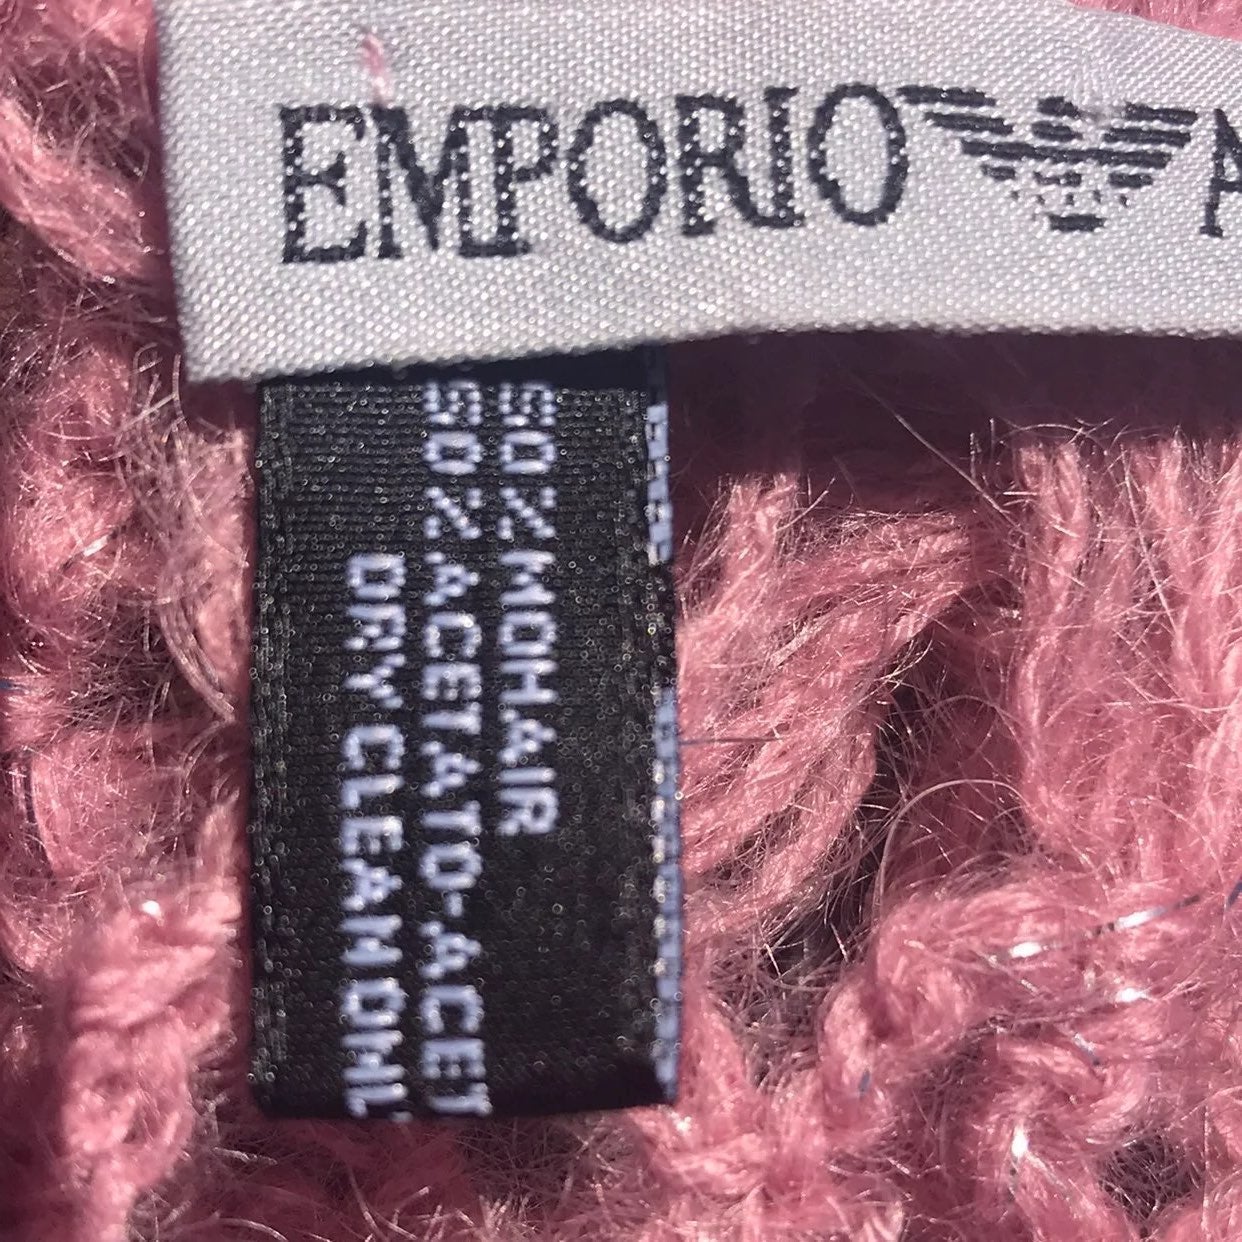 EMPORIO A
50% MOHAIR
50% ACETATO-ACET
DRY CLEAN ONL